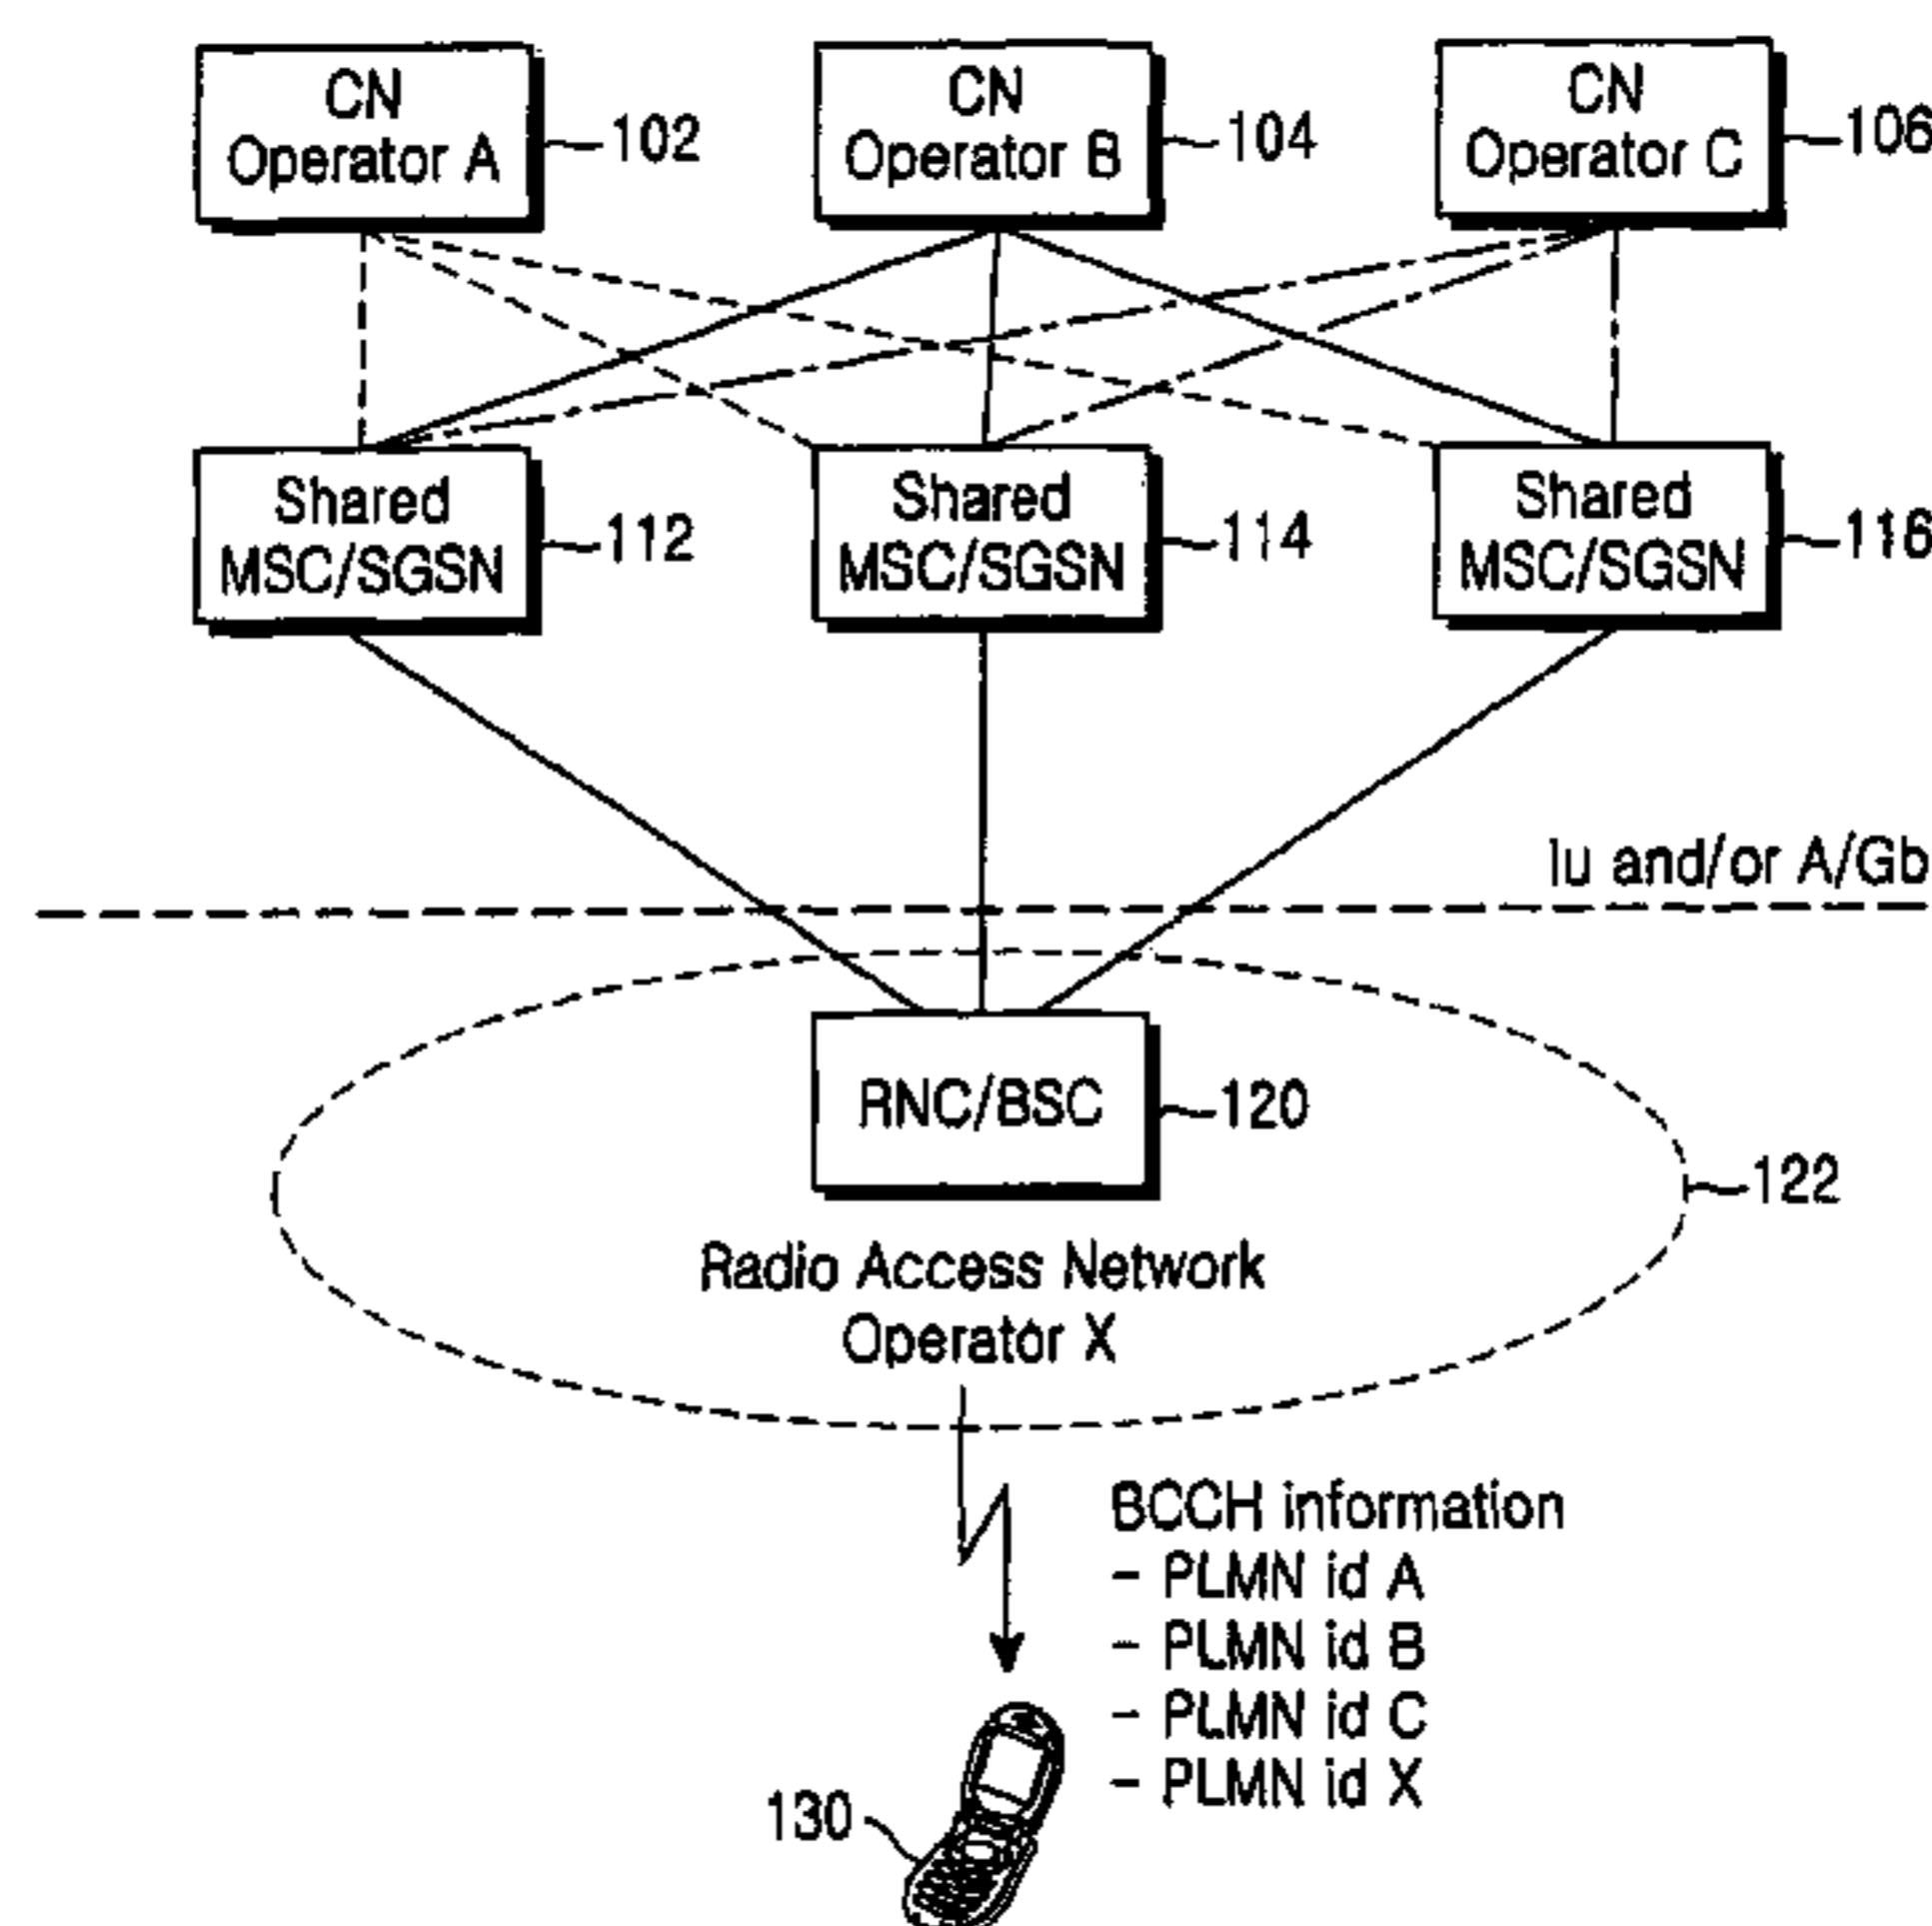 CN
Operator A
102
CN
Operator B
104
CN
Operator C
106
Shared
MSC/SGSN
112
Shared
MSC/SGSN
114
Shared
MSC/SGSN
116
Iu and/or A/Gb
RNC/BSC
120
122
Radio Access Network
Operator X
BCCH information
- PLMN id A
- PLMN id B
- PLMN id C
- PLMN id X
130